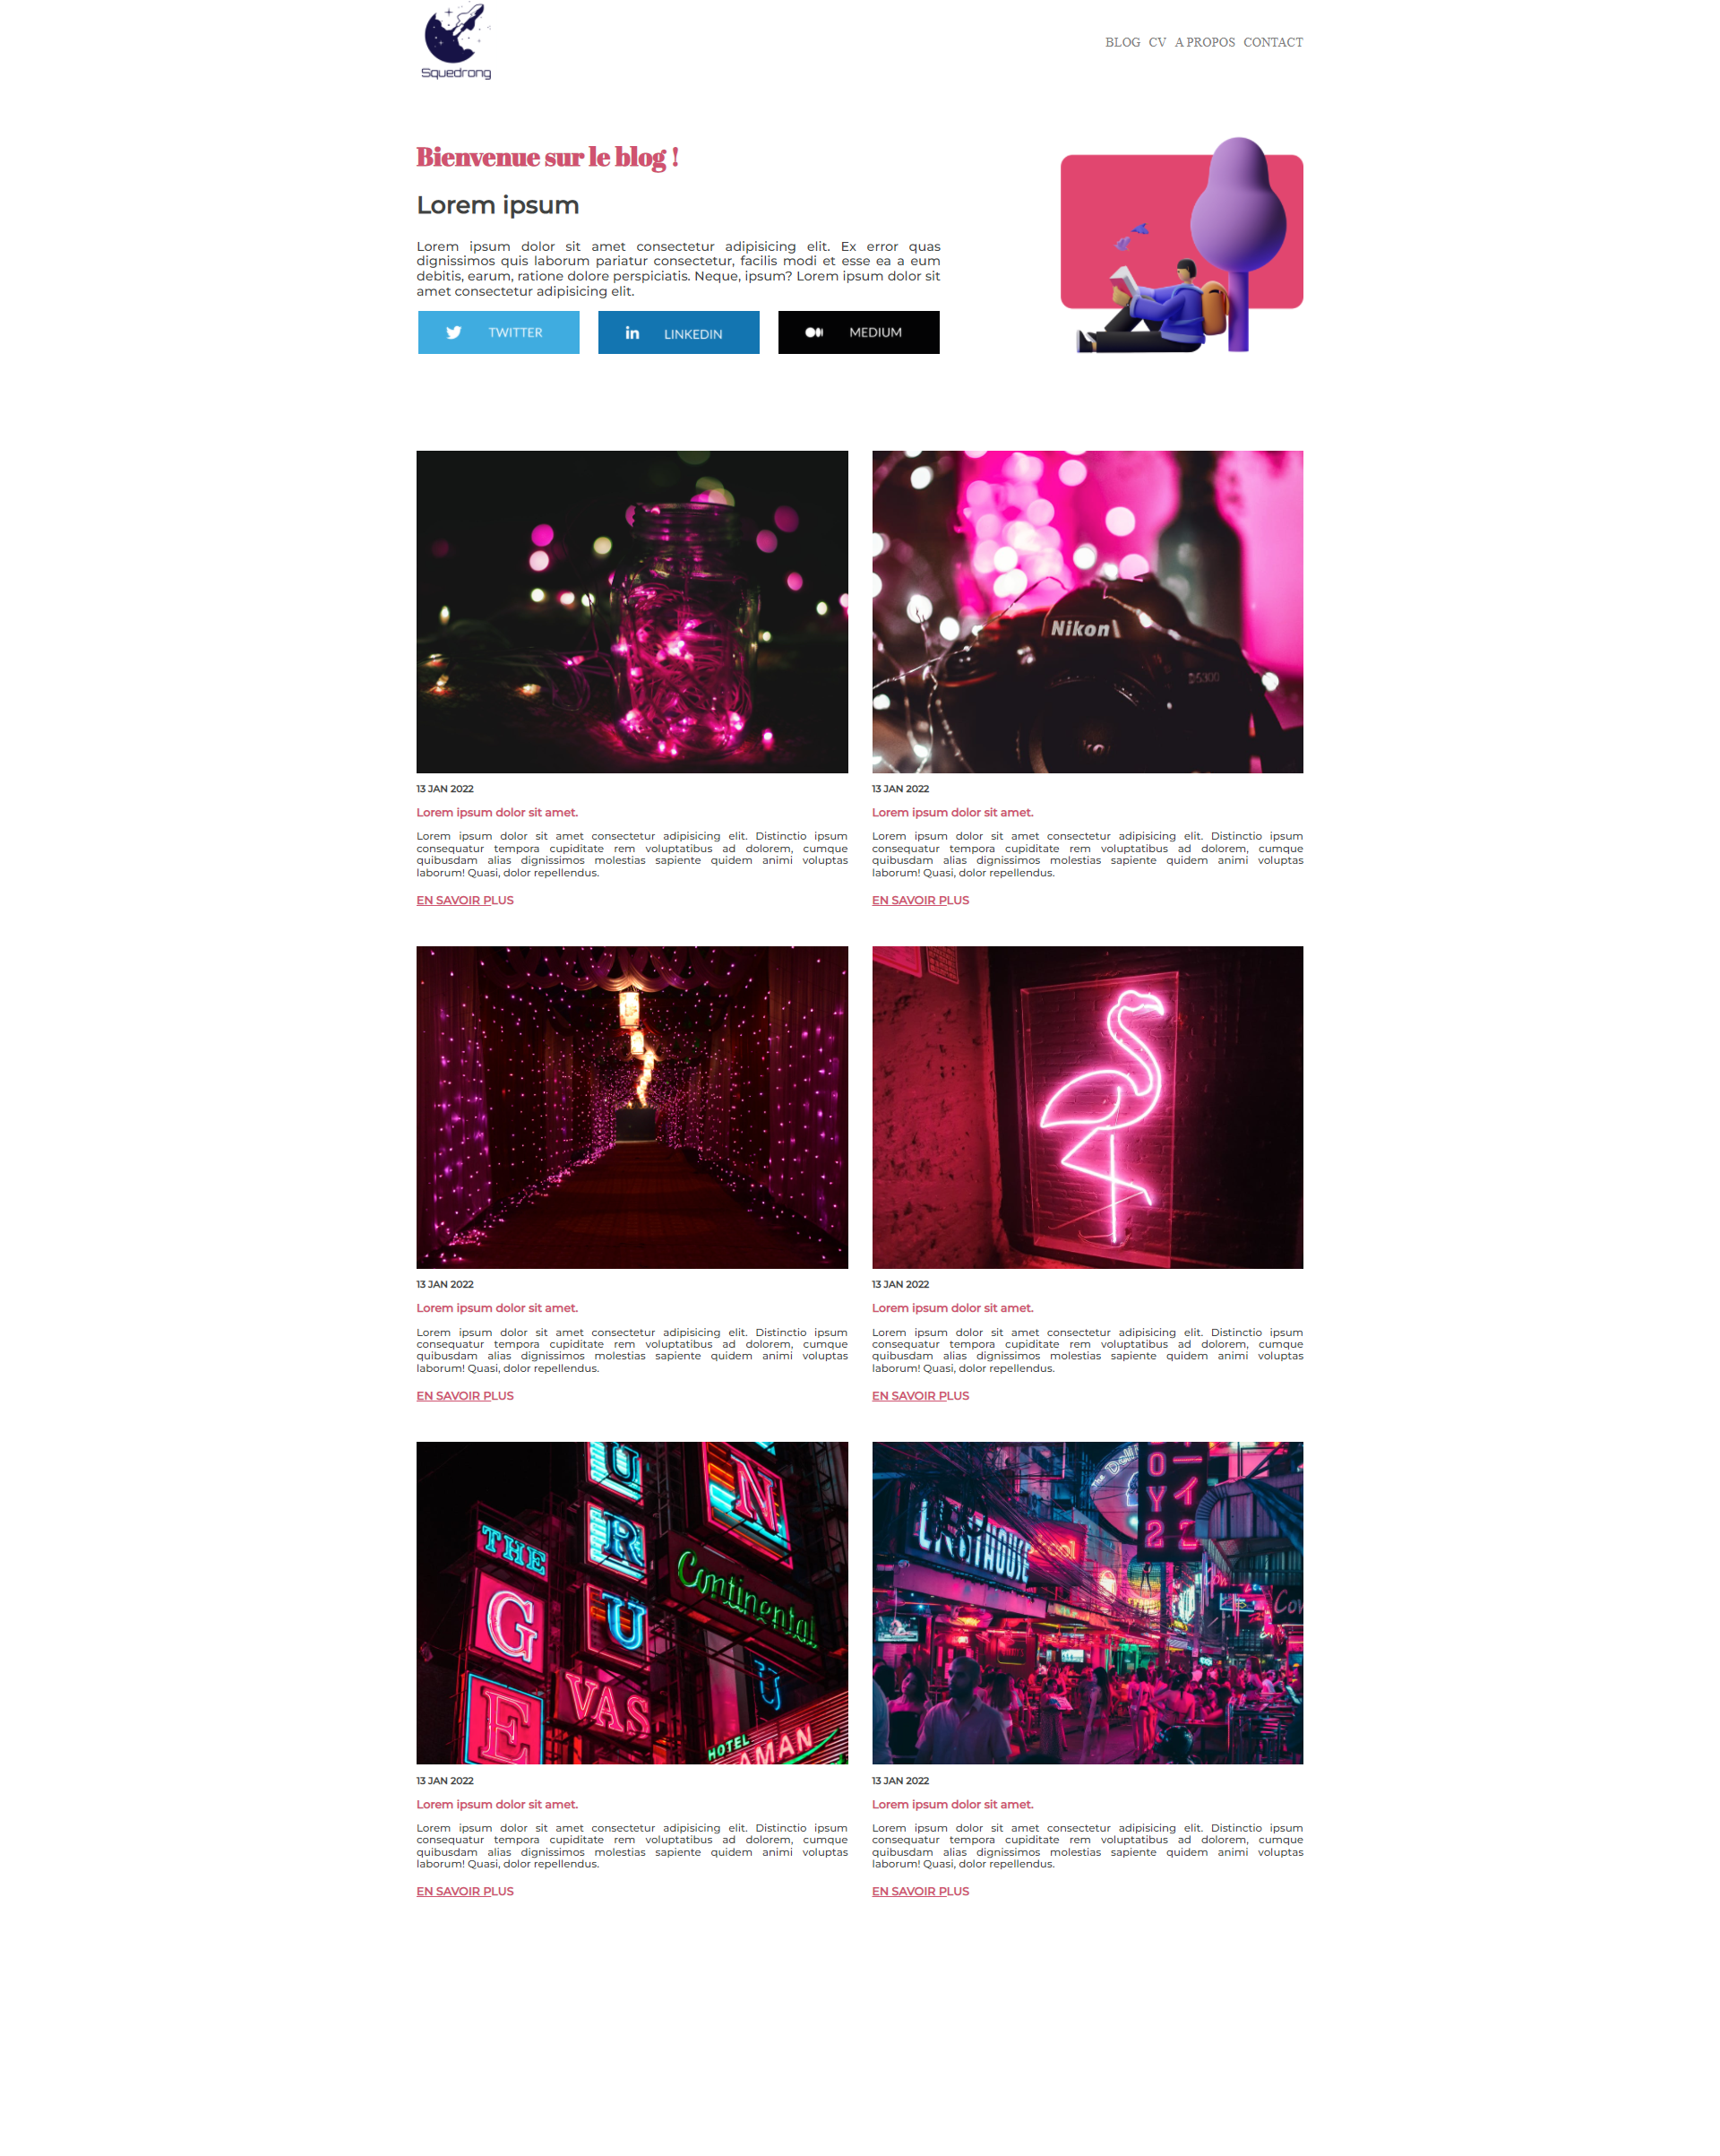 Squedrong
BLOG CV A PROPOS CONTACT
Bienvenue sur le blog !
Lorem ipsum
Lorem ipsum dolor sit amet consectetur adipisicing elit. Ex error quas
dignissimos quis laborum pariatur consectetur, facilis modi et esse ea a eum
debitis, earum, ratione dolore perspiciatis. Neque, ipsum? Lorem ipsum dolor sit
amet consectetur adipisicing elit.
TWITTER
LINKEDIN
MEDIUM
Nikon
D5300
13 JAN 2022
Lorem ipsum dolor sit amet.
Lorem ipsum dolor sit amet consectetur adipisicing elit. Distinctio ipsum
consequatur tempora cupiditate rem voluptatibus ad dolorem, cumque
quibusdam alias dignissimos molestias sapiente quidem animi voluptas
laborum! Quasi, dolor repellendus.
EN SAVOIR PLUS
13 JAN 2022
Lorem ipsum dolor sit amet.
Lorem ipsum dolor sit amet consectetur adipisicing elit. Distinctio ipsum
consequatur tempora cupiditate rem voluptatibus ad dolorem, cumque
quibusdam alias dignissimos molestias sapiente quidem animi voluptas
laborum! Quasi, dolor repellendus.
EN SAVOIR PLUS
13 JAN 2022
Lorem ipsum dolor sit amet.
Lorem ipsum dolor sit amet consectetur adipisicing elit. Distinctio ipsum
consequatur tempora cupiditate rem voluptatibus ad dolorem, cumque
quibusdam alias dignissimos molestias sapiente quidem animi voluptas
laborum! Quasi, dolor repellendus.
EN SAVOIR PLUS
13 JAN 2022
Lorem ipsum dolor sit amet.
Lorem ipsum dolor sit amet consectetur adipisicing elit. Distinctio ipsum
consequatur tempora cupiditate rem voluptatibus ad dolorem, cumque
quibusdam alias dignissimos molestias sapiente quidem animi voluptas
laborum! Quasi, dolor repellendus.
EN SAVOIR PLUS
THE
G
E
U
R
U
N
Continental
VAS
U
HOTEL
AMAN
The
OY2
13 JAN 2022
Lorem ipsum dolor sit amet.
Lorem ipsum dolor sit amet consectetur adipisicing elit. Distinctio ipsum
consequatur tempora cupiditate rem voluptatibus ad dolorem, cumque
quibusdam alias dignissimos molestias sapiente quidem animi voluptas
laborum! Quasi, dolor repellendus.
EN SAVOIR PLUS
13 JAN 2022
Lorem ipsum dolor sit amet.
Lorem ipsum dolor sit amet consectetur adipisicing elit. Distinctio ipsum
consequatur tempora cupiditate rem voluptatibus ad dolorem, cumque
quibusdam alias dignissimos molestias sapiente quidem animi voluptas
laborum! Quasi, dolor repellendus.
EN SAVOIR PLUS